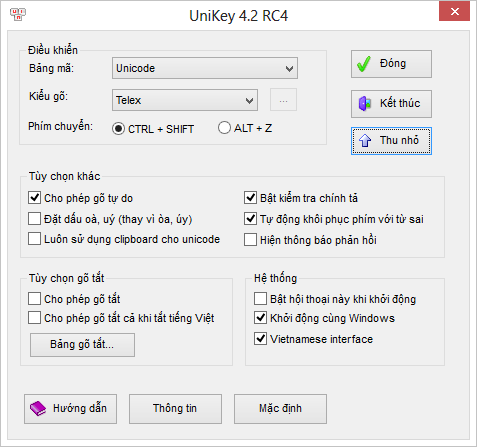 UniKey 4.2 RC4
Điều khiển
Bảng mã:
Unicode
Đóng
Kiểu gõ:
Telex
...
Kết thúc
Phím chuyển:
CTRL + SHIFT
ALT + Z
Thu nhỏ
Tùy chọn khác
Cho phép gõ tự do
Bật kiểm tra chính tả
Đặt dấu oà, uý (thay vì òa, úy)
Tự động khôi phục phím với từ sai
Luôn sử dụng clipboard cho unicode
Hiện thông báo phản hồi
Tùy chọn gõ tắt
Hệ thống
Cho phép gõ tắt
Bật hội thoại này khi khởi động
Cho phép gõ tắt cả khi tắt tiếng Việt
Khởi động cùng Windows
Bảng gõ tắt...
Vietnamese interface
Hướng dẫn
Thông tin
Mặc định